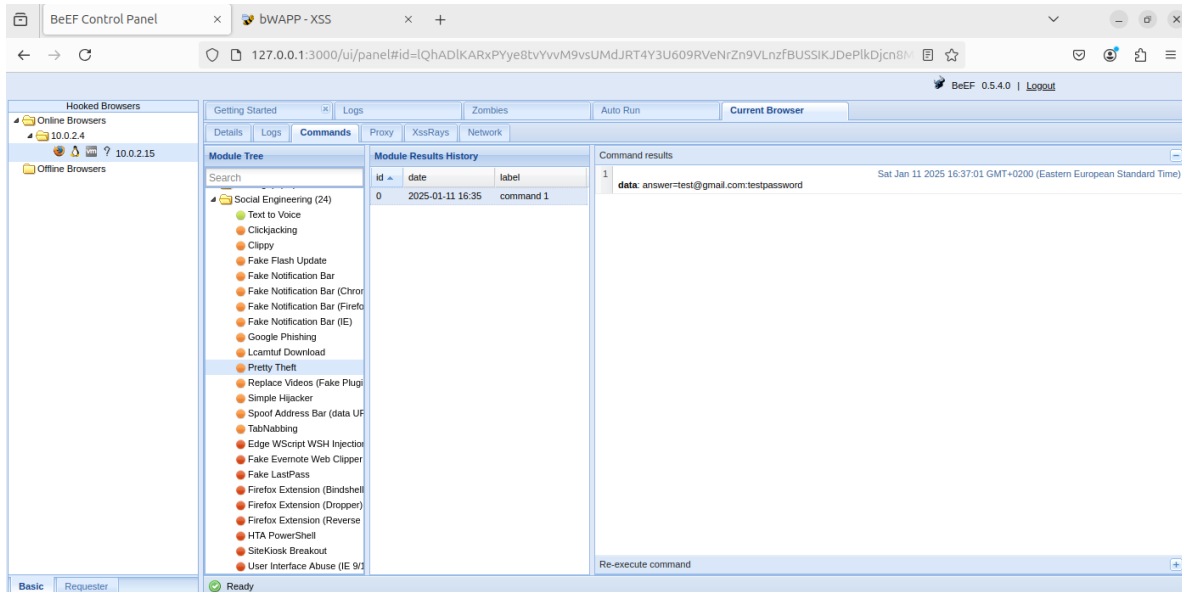 BeEF Control Panel
bWAPP - XSS
127.0.0.1:3000/ui/panel#id=
BeEF 0.5.4.0 | Logout
Hooked Browsers
Online Browsers
10.0.2.4
? 10.0.2.15
Offline Browsers
Getting Started Logs Zombies Auto Run Current Browser
Details Logs Commands Proxy XssRays Network
Module Tree
Search
Social Engineering (24)
Text to Voice
Clickjacking
Clippy
Fake Flash Update
Fake Notification Bar
Fake Notification Bar (Chror
Fake Notification Bar (Firefo
Fake Notification Bar (IE)
Google Phishing
Lcamtuf Download
Pretty Theft
Replace Videos (Fake Plugi
Simple Hijacker
Spoof Address Bar (data UF
TabNabbing
Edge WScript WSH Injection
Fake Evernote Web Clipper
Fake LastPass
Firefox Extension (Bindshell
Firefox Extension (Dropper)
Firefox Extension (Reverse
HTA PowerShell
SiteKiosk Breakout
User Interface Abuse (IE 9/1
Module Results History
id date label
0 2025-01-11 16:35 command 1
Command results
1 Sat Jan 11 2025 16:37:01 GMT+0200 (Eastern European Standard Time)
data: answer=test@gmail.com:testpassword
Re-execute command
Basic Requester
Ready